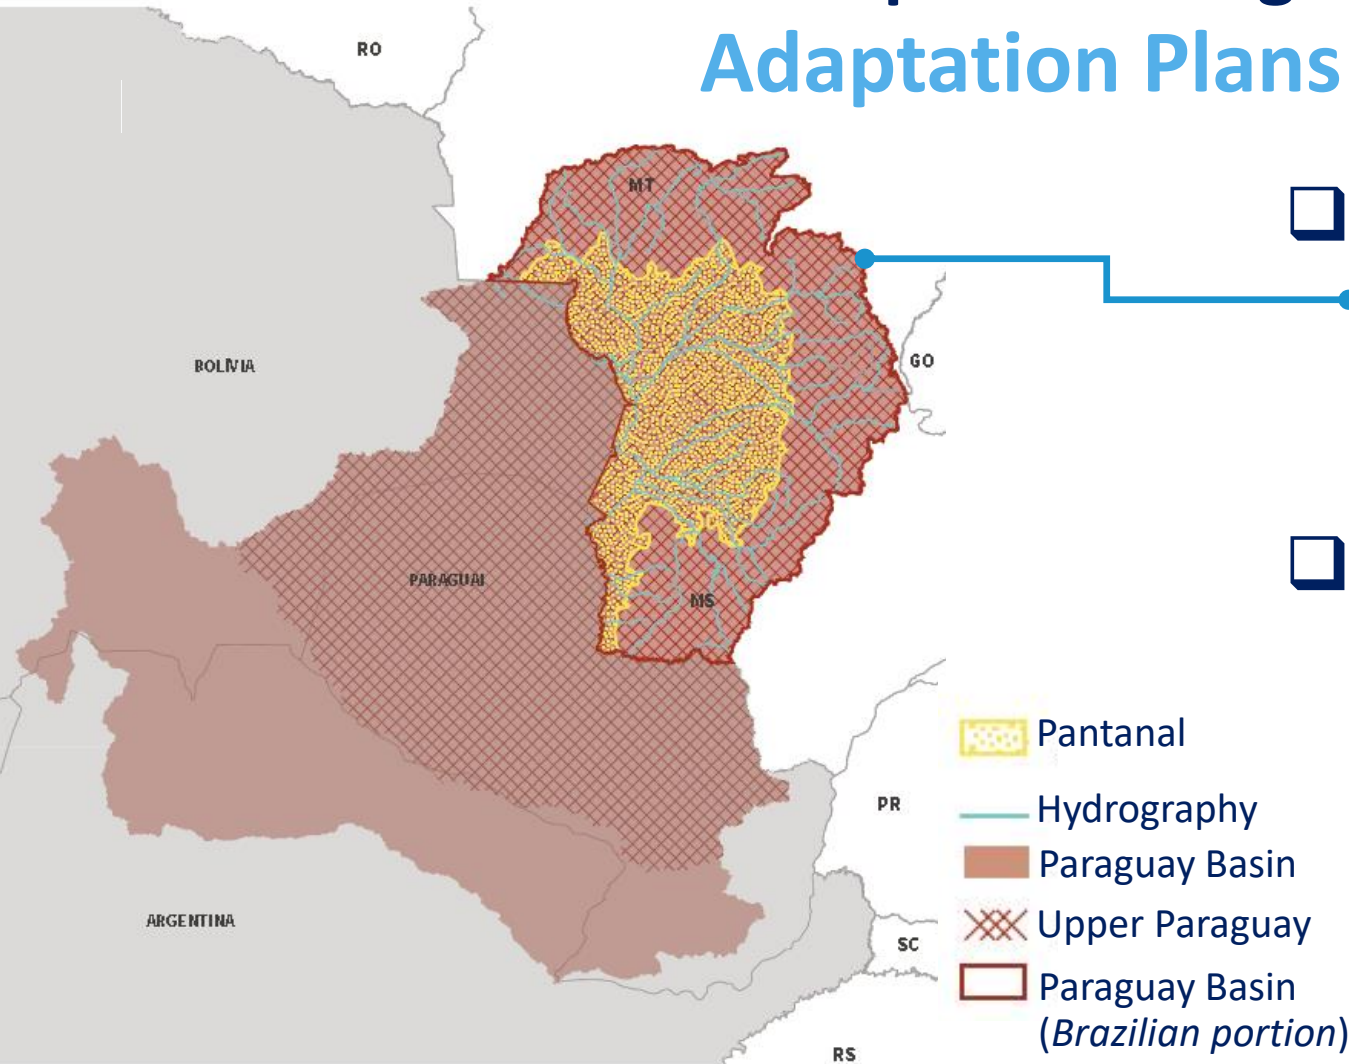 Adaptation Plans
RO
MT
BOLÍVIA
GO
PARAGUAI
MS
Pantanal
Hydrography
PR
Paraguay Basin
ARGENTINA
Upper Paraguay
SC
Paraguay Basin
(Brazilian portion)
RS